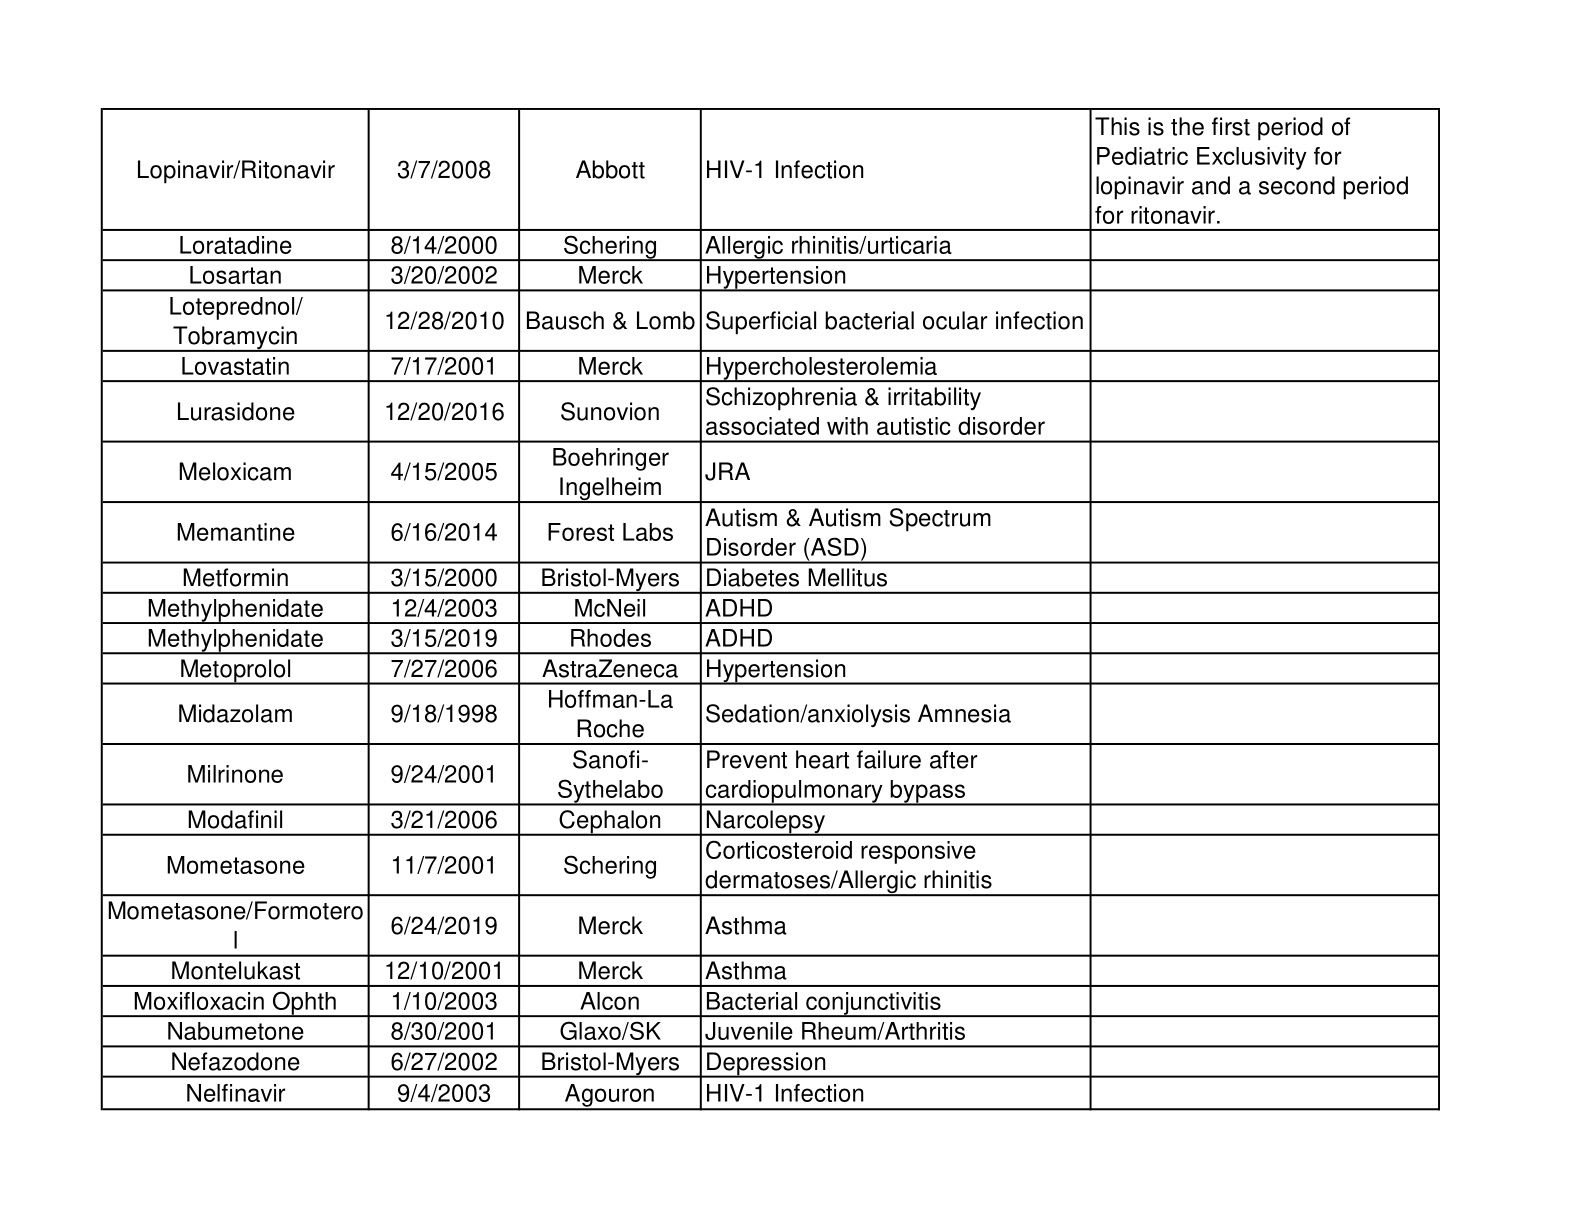 Lopinavir/Ritonavir 3/7/2008 Abbott HIV-1 Infection This is the first period of
Pediatric Exclusivity for
lopinavir and a second period
for ritonavir.
Loratadine 8/14/2000 Schering Allergic rhinitis/urticaria
Losartan 3/20/2002 Merck Hypertension
Loteprednol/
Tobramycin 12/28/2010 Bausch & Lomb Superficial bacterial ocular infection
Lovastatin 7/17/2001 Merck Hypercholesterolemia
Lurasidone 12/20/2016 Sunovion Schizophrenia & irritability
associated with autistic disorder
Meloxicam 4/15/2005 Boehringer
Ingelheim JRA
Memantine 6/16/2014 Forest Labs Autism & Autism Spectrum
Disorder (ASD)
Metformin 3/15/2000 Bristol-Myers Diabetes Mellitus
Methylphenidate 12/4/2003 McNeil ADHD
Methylphenidate 3/15/2019 Rhodes ADHD
Metoprolol 7/27/2006 AstraZeneca Hypertension
Midazolam 9/18/1998 Hoffman-La
Roche Sedation/anxiolysis Amnesia
Milrinone 9/24/2001 Sanofi-
Sythelabo Prevent heart failure after
cardiopulmonary bypass
Modafinil 3/21/2006 Cephalon Narcolepsy
Mometasone 11/7/2001 Schering Corticosteroid responsive
dermatoses/Allergic rhinitis
Mometasone/Formotero
l 6/24/2019 Merck Asthma
Montelukast 12/10/2001 Merck Asthma
Moxifloxacin Ophth 1/10/2003 Alcon Bacterial conjunctivitis
Nabumetone 8/30/2001 Glaxo/SK Juvenile Rheum/Arthritis
Nefazodone 6/27/2002 Bristol-Myers Depression
Nelfinavir 9/4/2003 Agouron HIV-1 Infection